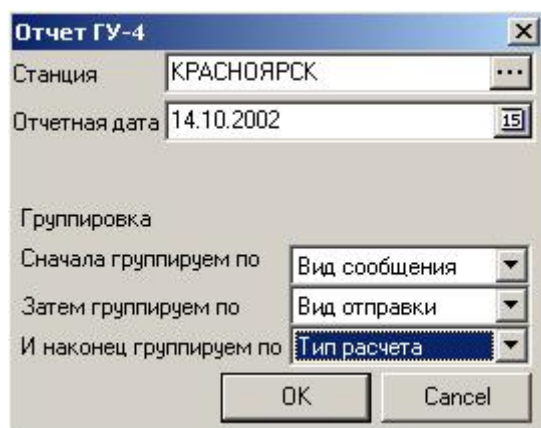 Отчет ГУ-4
Станция КРАСНОЯРСК ...
Отчетная дата 14.10.2002 15
Группировка
Сначала группируем по Вид сообщения
Затем группируем по Вид отправки
И наконец группируем по Тип расчета
OK Cancel